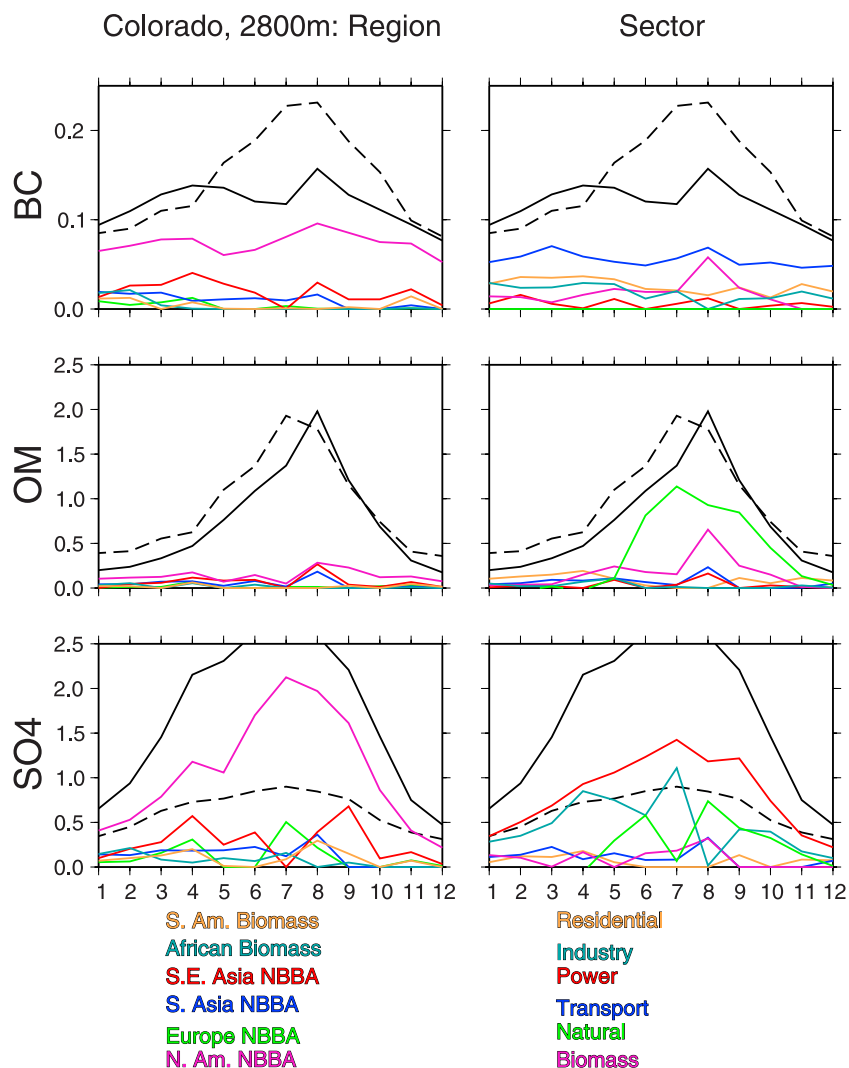 Colorado, 2800m: Region
Sector
BC
0.2
0.1
0.0
OM
2.5
2.0
1.5
1.0
0.5
0.0
SO4
2.5
2.0
1.5
1.0
0.5
0.0
1 2 3 4 5 6 7 8 9 10 11 12
1 2 3 4 5 6 7 8 9 10 11 12
S. Am. Biomass
African Biomass
S.E. Asia NBBA
S. Asia NBBA
Europe NBBA
N. Am. NBBA
Residential
Industry
Power
Transport
Natural
Biomass